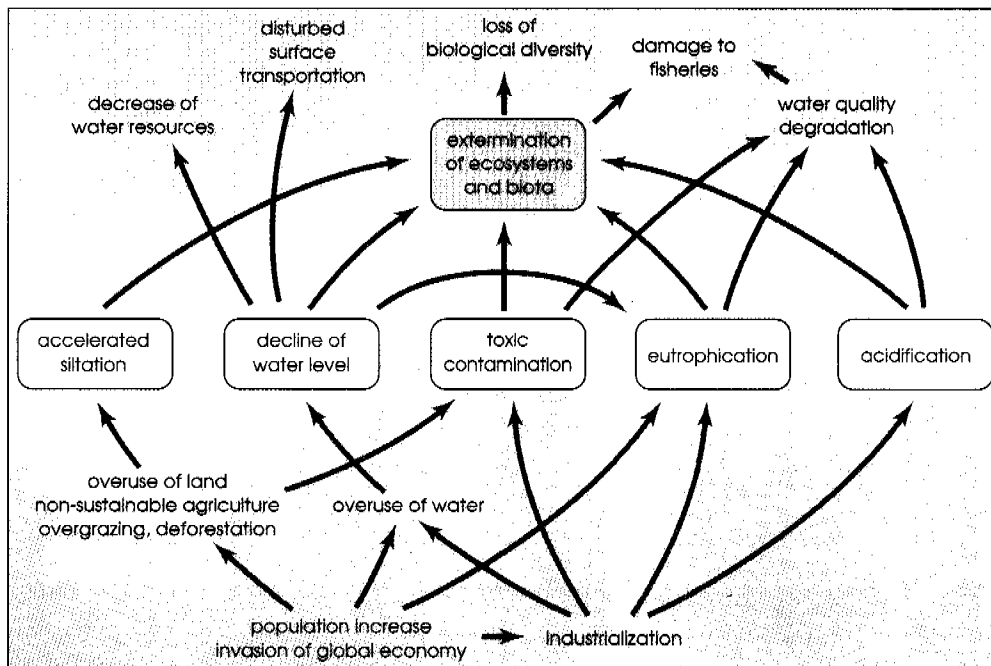 disturbed
surface
transportation
loss of
biological diversity
damage to
fisheries
decrease of
water resources
water quality
degradation
extermination
of ecosystems
and biota
accelerated
siltation
decline of
water level
toxic
contamination
eutrophication
acidification
overuse of land
non-sustainable agriculture
overgrazing, deforestation
overuse of water
population increase
invasion of global economy
industrialization